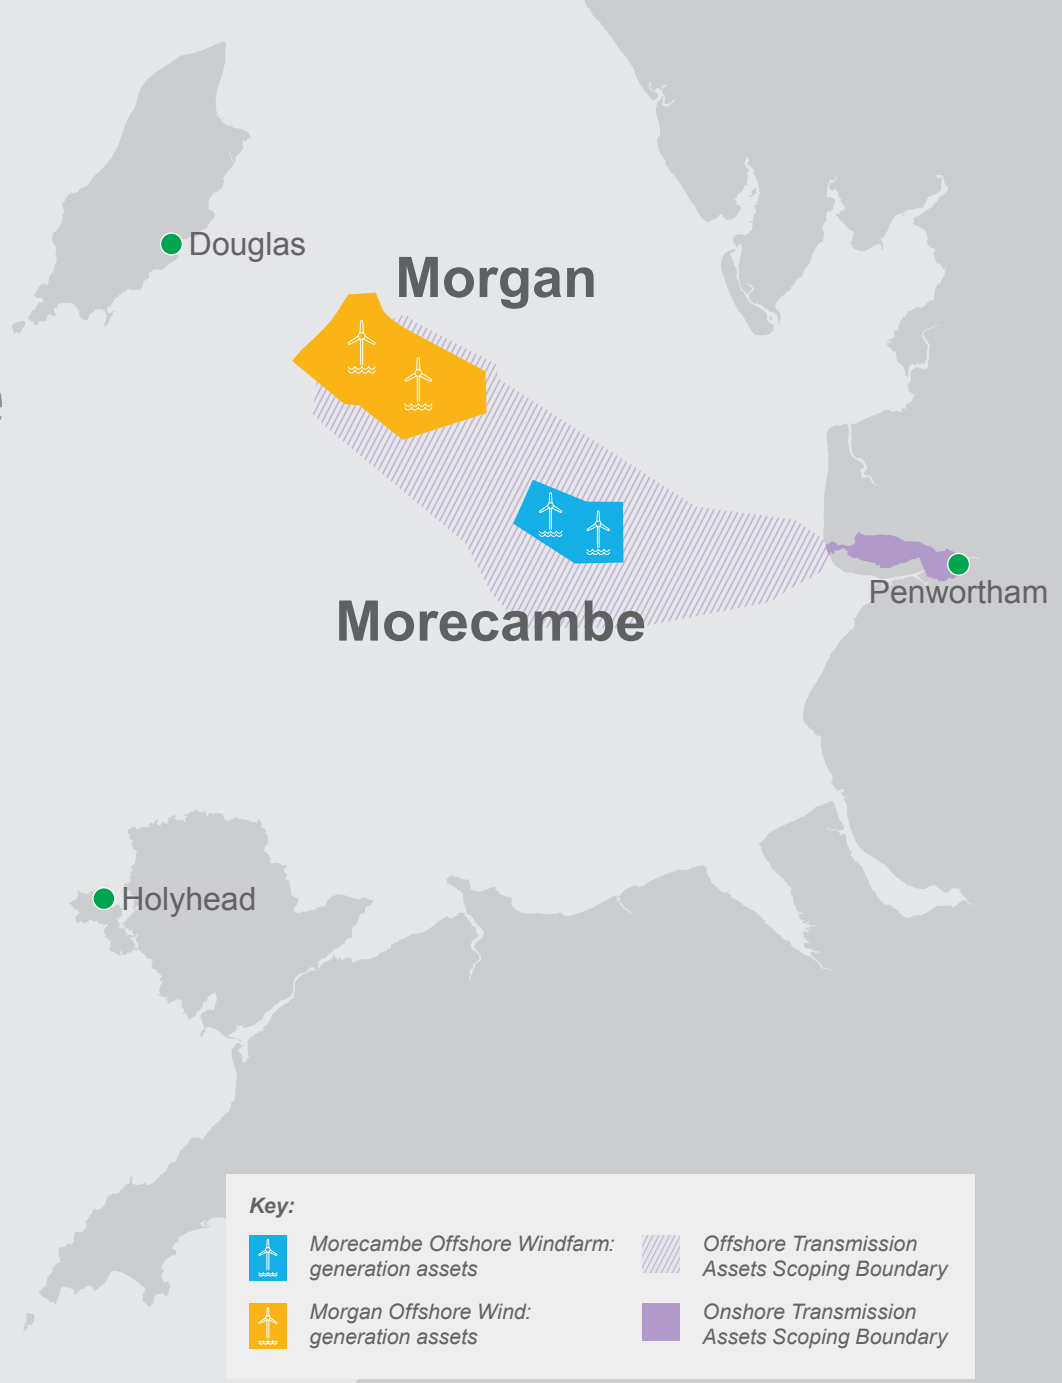 Douglas
Morgan
Morecambe
Penwortham
Holyhead
Key:
Morecambe Offshore Windfarm:
generation assets
Morgan Offshore Wind:
generation assets
Offshore Transmission
Assets Scoping Boundary
Onshore Transmission
Assets Scoping Boundary